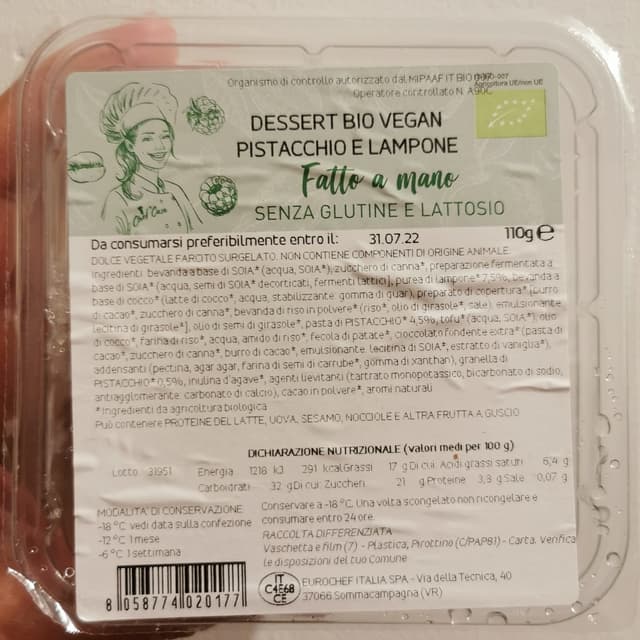 Organismo di controllo autorizzato dal MIPAAF IT BIO 007
Agricoltura UE/non UE
Operatore controllato N.
DESSERT BIO VEGAN
PISTACCHIO E LAMPONE
Fatto a mano
SENZA GLUTINE E LATTOSIO
110g e
Da consumarsi preferibilmente entro il: 31.07.22
DOLCE VEGETALE FARCITO SURGELATO. NON CONTIENE COMPONENTI DI ORIGINE ANIMALE.
Ingredienti: bevanda a base di SOIA* (acqua, SOIA*), zucchero di canna*, preparazione fermentata a
base di SOIA* (acqua, semi di SOIA* decorticati, fermenti lattici), purea di lampone* 7,5%, bevanda a
base di cocco* (latte di cocco*, acqua, stabilizzante: gomma di guar), preparato di copertura* (burro
di cacao*, zucchero di canna*, bevanda di riso in polvere* (riso*, olio di girasole*, sale), emulsionante:
lecitina di girasole*), olio di semi di girasole*, pasta di PISTACCHIO* 4,5%, tofu* (acqua, SOIA*), olio
di cocco*, farina di riso*, acqua, amido di riso*, fecola di patate*, cioccolato fondente extra* (pasta di
cacao*, zucchero di canna*, burro di cacao*, emulsionante: lecitina di SOIA*, estratto di vaniglia*),
addensanti (pectina, agar agar, farina di semi di carrube*, gomma di xanthan), granella di
PISTACCHIO* 0,5%, inulina d'agave*, agenti lievitanti (tartrato monopotassico, bicarbonato di sodio,
antiagglomerante: carbonato di calcio), cacao in polvere*, aromi naturali
*Ingredienti da agricoltura biologica
Può contenere PROTEINE DEL LATTE, UOVA, SESAMO, NOCCIOLE E ALTRA FRUTTA A GUSCIO
DICHIARAZIONE NUTRIZIONALE (valori medi per 100 g)
Lotto 31951 Energia 1218 kJ 291 kcal Grassi 17 g Di cui: Acidi grassi saturi 6,4 g
Carboidrati 32 g Di cui: Zuccheri 21 g Proteine 3,8 g Sale 0,07 g
MODALITA' DI CONSERVAZIONE
-18 °C vedi data sulla confezione
-12 °C 1 mese
-6 °C 1 settimana
Conservare a -18 °C. Una volta scongelato non ricongelare e
consumare entro 24 ore.
RACCOLTA DIFFERENZIATA
Vaschetta e film (7) - Plastica, Pirottino (C/PAP81) - Carta. Verifica
le disposizioni del tuo Comune
8 058774 020177
IT
C4E68
CE
EUROCHEF ITALIA SPA - Via della Tecnica, 40
37066 Sommacampagna (VR)